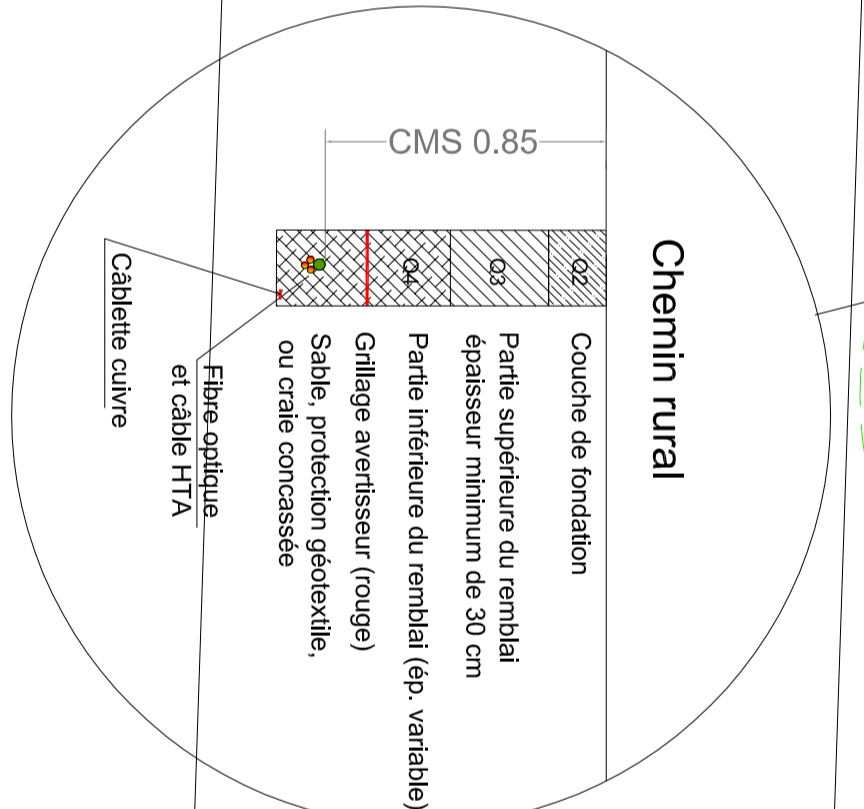 Chemin rural
CMS 0.85
Q2
Couche de fondation
Q3
Partie supérieure du remblai
épaisseur minimum de 30 cm
Q4
Partie inférieure du remblai (ép. variable)
Grillage avertisseur (rouge)
Sable, protection géotextile,
ou craie concassée
Fibre optique
et câble HTA
Câblette cuivre